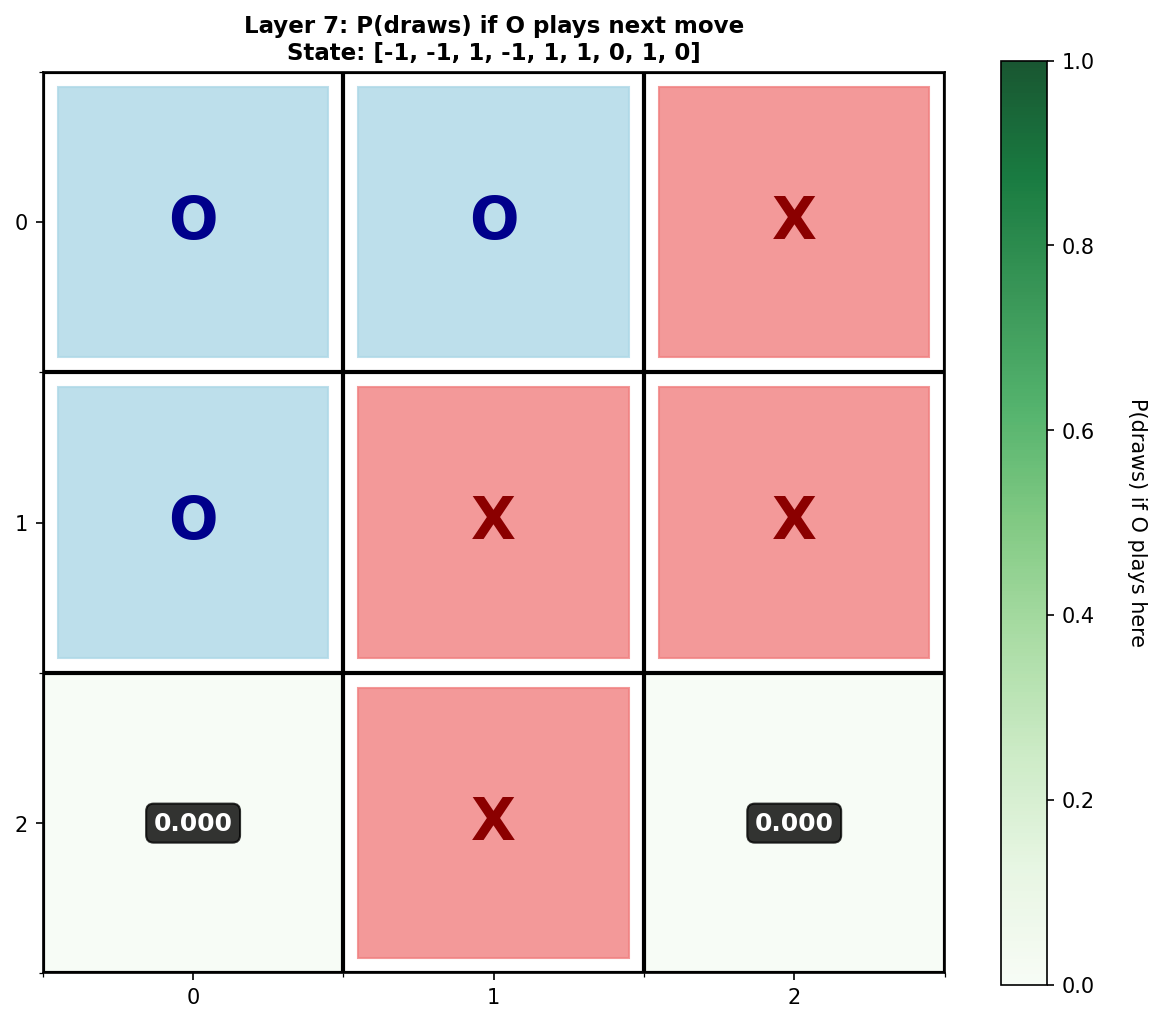 Layer 7: P(draws) if O plays next move
State: [-1, -1, 1, -1, 1, 1, 0, 1, 0]
1.0
0.8
0.6
0.4
0.2
0.0
P(draws) if O plays here
0
O
O
X
1
O
X
X
2
0.000
X
0.000
0
1
2